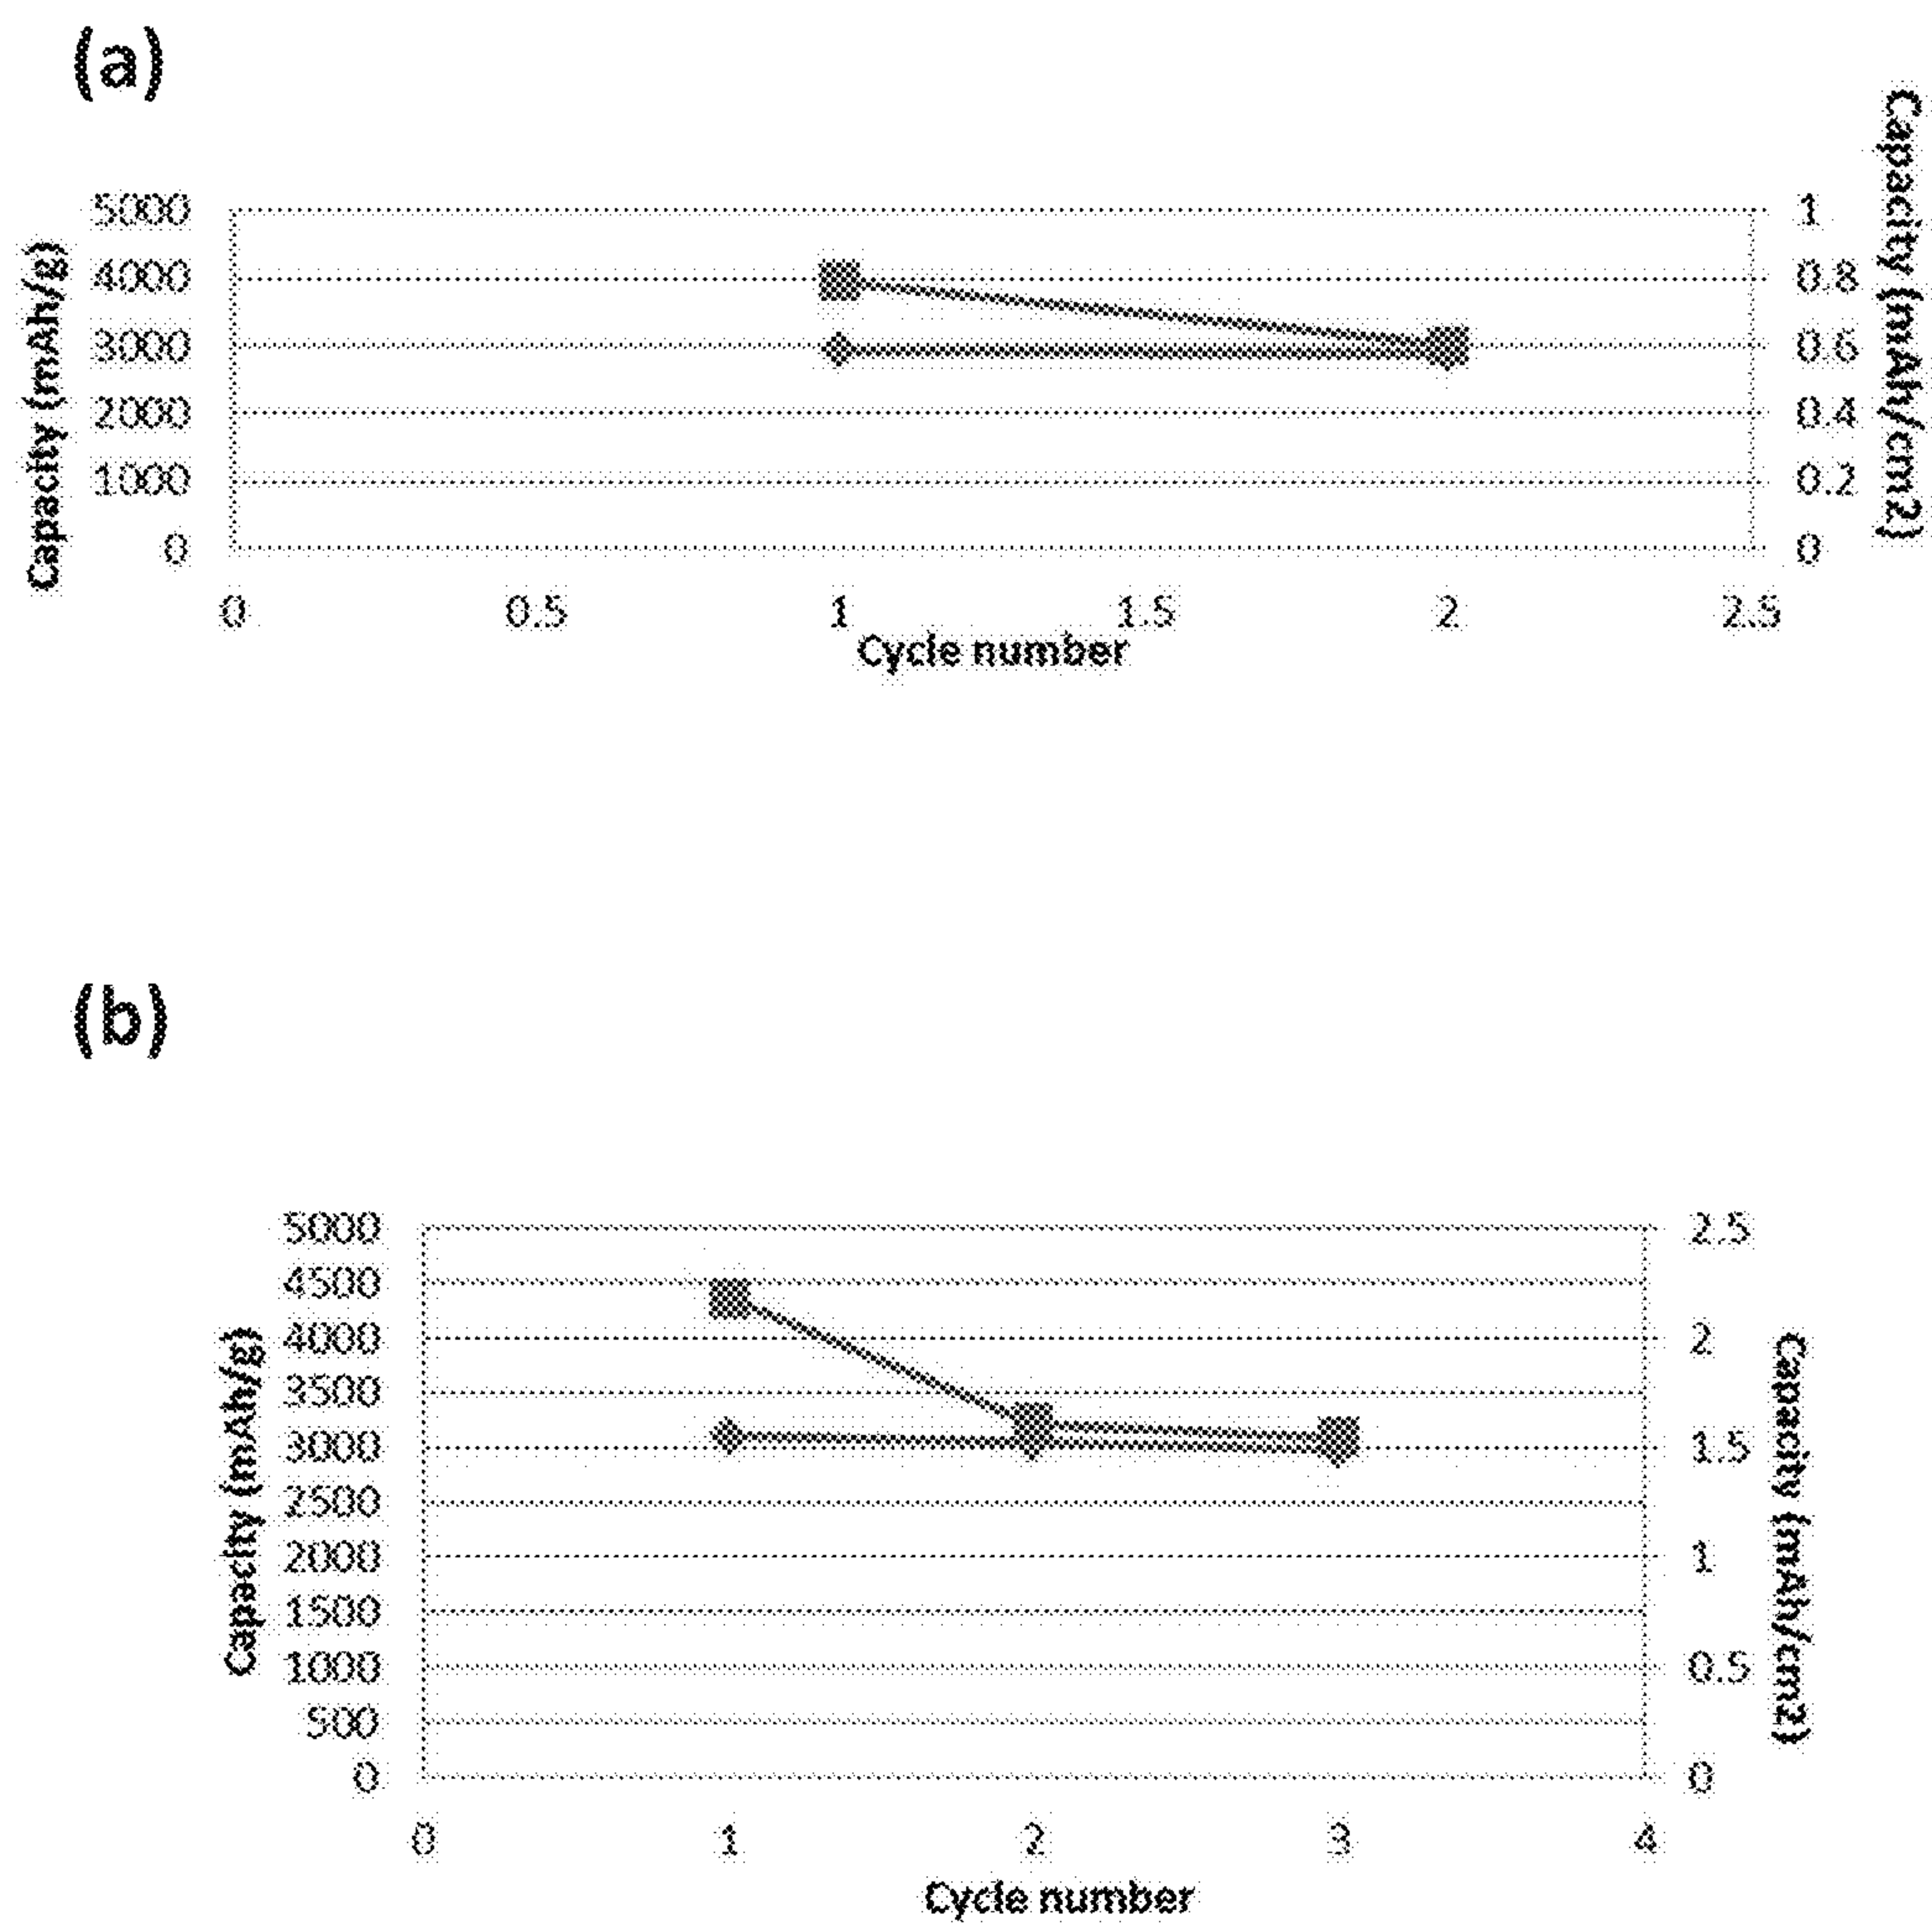 (a)
Capacity (mAh/g)
5000
4000
3000
2000
1000
0
Capacity (mAh/cm2)
1
0.8
0.6
0.4
0.2
0
0 0.5 1 1.5 2 2.5
Cycle number
(b)
Capacity (mAh/g)
5000
4500
4000
3500
3000
2500
2000
1500
1000
500
0
Capacity (mAh/cm2)
2.5
2
1.5
1
0.5
0
0 1 2 3 4
Cycle number